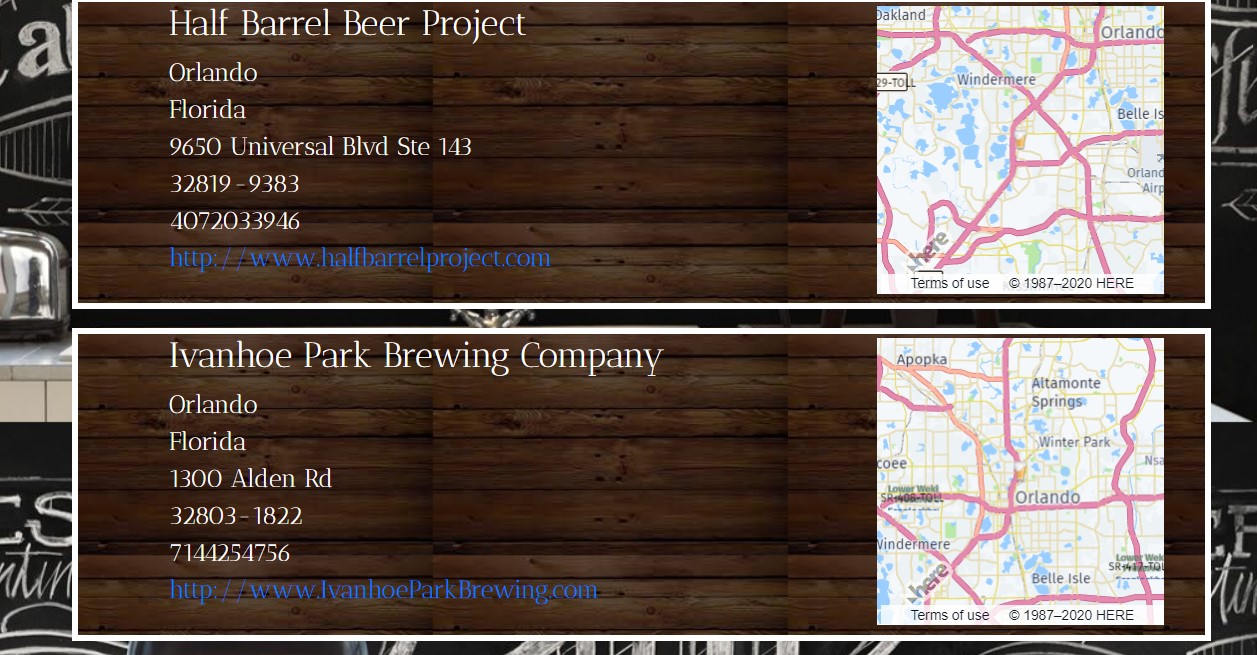 Half Barrel Beer Project
Orlando
Florida
9650 Universal Blvd Ste 143
32819-9383
4072033946
http://www.halfbarrelproject.com
Oakland
Orlando
29-TOLL
Windermere
Belle Is
Orland
Airp
here
Terms of use © 1987–2020 HERE
Ivanhoe Park Brewing Company
Orlando
Florida
1300 Alden Rd
32803-1822
7144254756
http://www.IvanhoeParkBrewing.com
Apopka
Altamonte
Springs
Winter Park
coee
Nsa
Lower Wekl
SR-408-TOLL
Orlando
Windermere
Lower Wek
SR-417-TOL
Belle Isle
here
Terms of use © 1987–2020 HERE